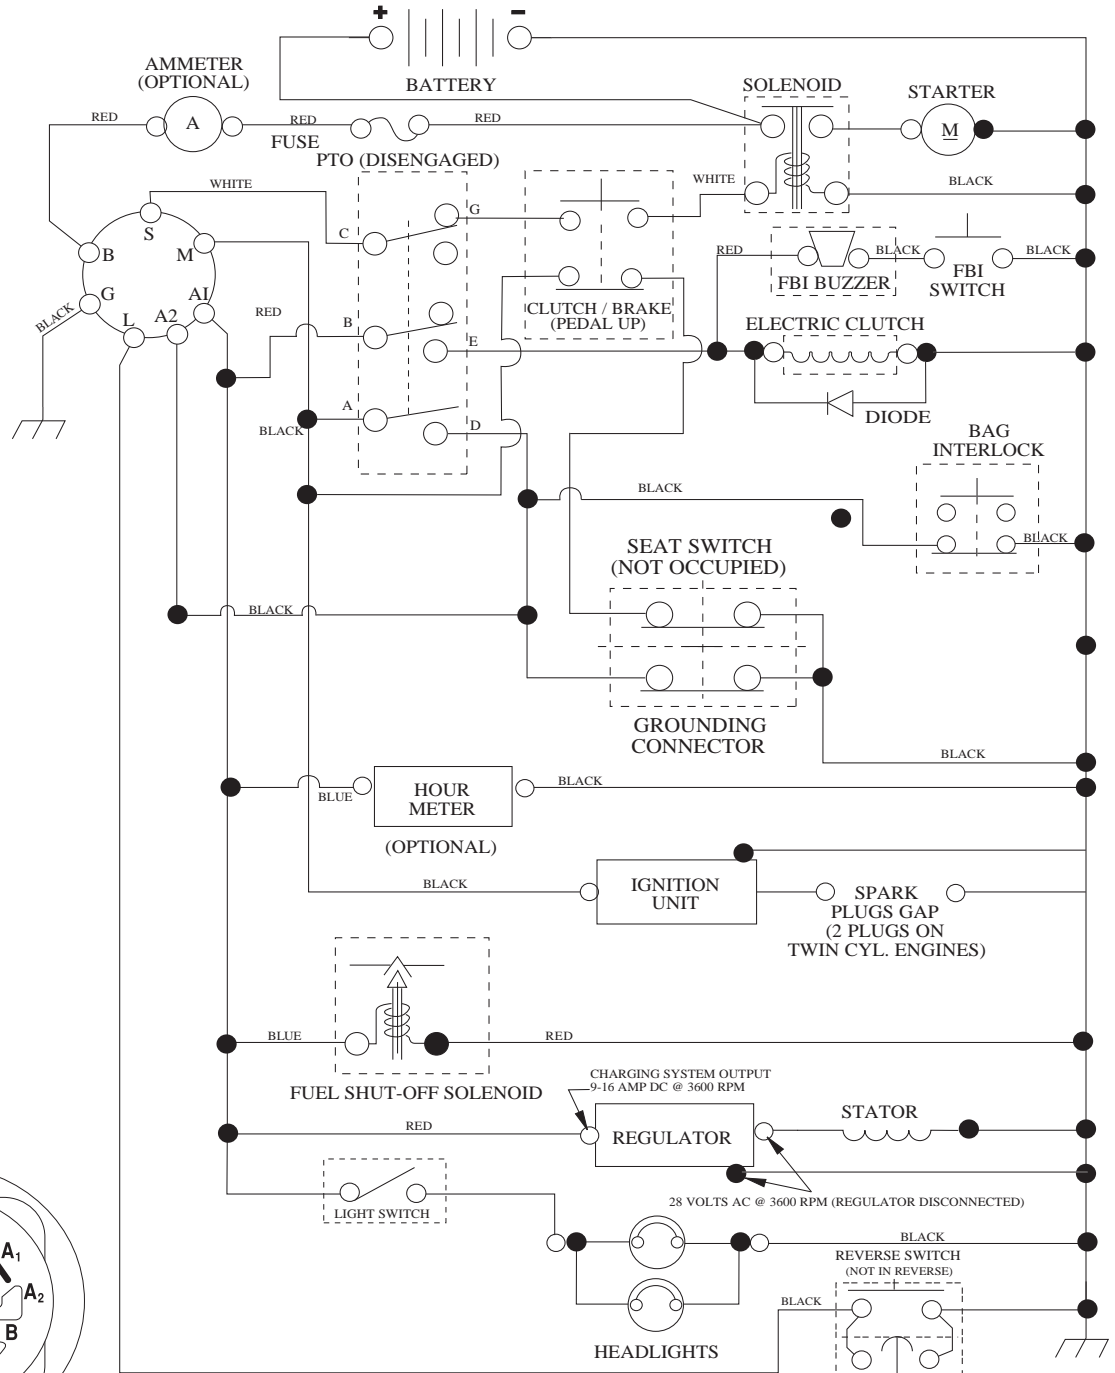 +
−
BATTERY
AMMETER
(OPTIONAL)
SOLENOID
STARTER
RED
A
RED
FUSE
RED
M
PTO (DISENGAGED)
WHITE
WHITE
BLACK
S
C
G
B
M
RED
BLACK
BLACK
FBI BUZZER
FBI
SWITCH
G
A1
L
A2
BLACK
RED
CLUTCH / BRAKE
(PEDAL UP)
B
E
ELECTRIC CLUTCH
A
BLACK
D
DIODE
BAG
INTERLOCK
BLACK
BLACK
SEAT SWITCH
(NOT OCCUPIED)
BLACK
GROUNDING
CONNECTOR
BLACK
BLUE
HOUR
METER
BLACK
(OPTIONAL)
BLACK
IGNITION
UNIT
SPARK
PLUGS GAP
(2 PLUGS ON
TWIN CYL. ENGINES)
BLUE
RED
FUEL SHUT-OFF SOLENOID
CHARGING SYSTEM OUTPUT
9-16 AMP DC @ 3600 RPM
RED
REGULATOR
STATOR
28 VOLTS AC @ 3600 RPM (REGULATOR DISCONNECTED)
LIGHT SWITCH
BLACK
REVERSE SWITCH
(NOT IN REVERSE)
BLACK
HEADLIGHTS
A1
A2
B